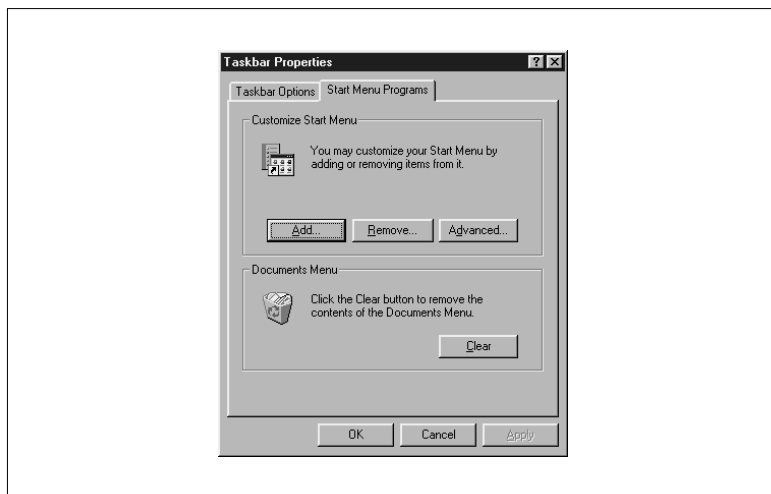 Taskbar Properties
Taskbar Options
Start Menu Programs
Customize Start Menu
You may customize your Start Menu by
adding or removing items from it.
Add...
Remove...
Advanced...
Documents Menu
Click the Clear button to remove the
contents of the Documents Menu.
Clear
OK
Cancel
Apply